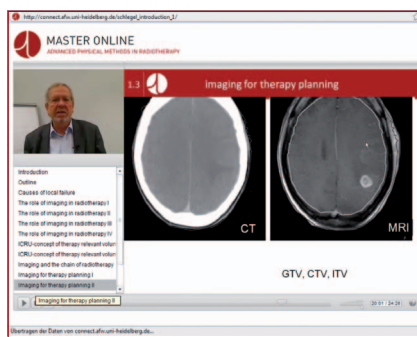 http://connect.afw.uni-heidelberg.de/schlegel_introduction_1/
MASTER ONLINE
ADVANCED PHYSICAL METHODS IN RADIOTHERAPY
1.3
imaging for therapy planning
Introduction
Outline
Causes of local failure
The role of imaging in radiotherapy I
The role of imaging in radiotherapy II
The role of imaging in radiotherapy III
The role of imaging in radiotherapy IV
ICRU-concept of therapy relevant volum
ICRU-concept of therapy relevant volum
Imaging and the chain of radiotherapy
Imaging for therapy planning I
Imaging for therapy planning II
CT
MRI
GTV, CTV, ITV
Imaging for therapy planning II
Übertragen der Daten von connect.afw.uni-heidelberg.de...